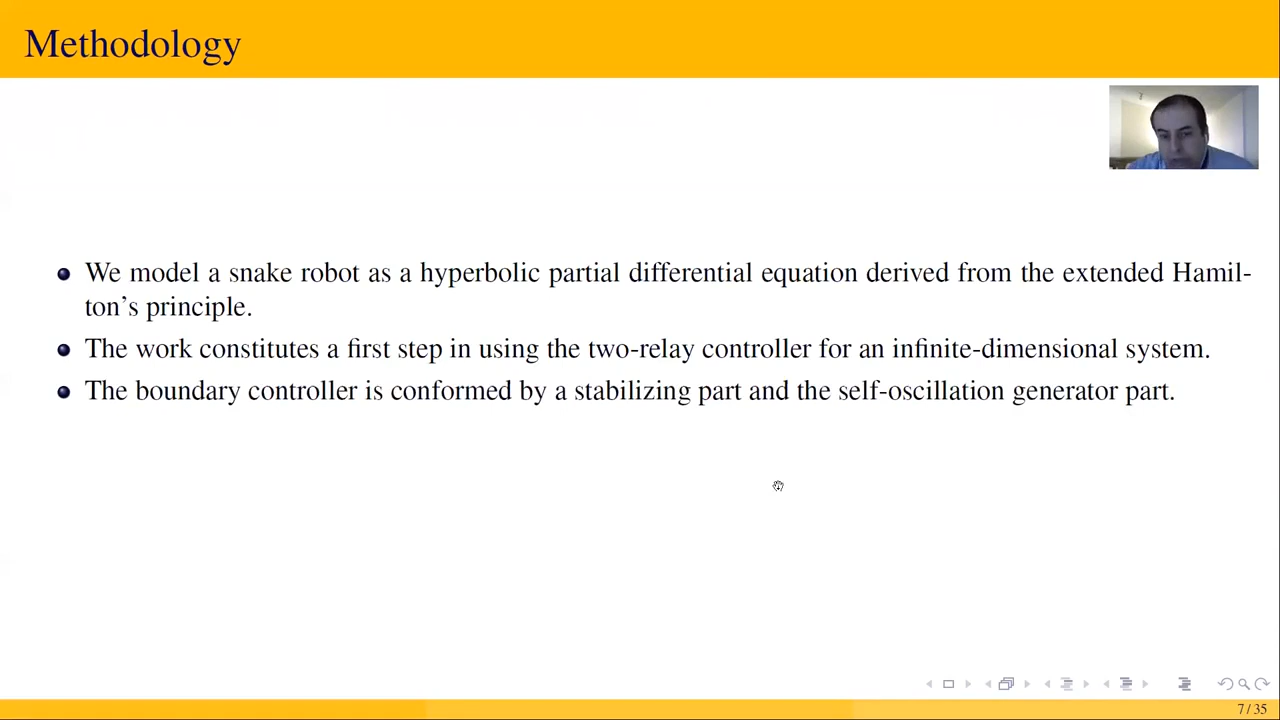 Methodology
We model a snake robot as a hyperbolic partial differential equation derived from the extended Hamil-
ton's principle.
The work constitutes a first step in using the two-relay controller for an infinite-dimensional system.
The boundary controller is conformed by a stabilizing part and the self-oscillation generator part.
7 / 35